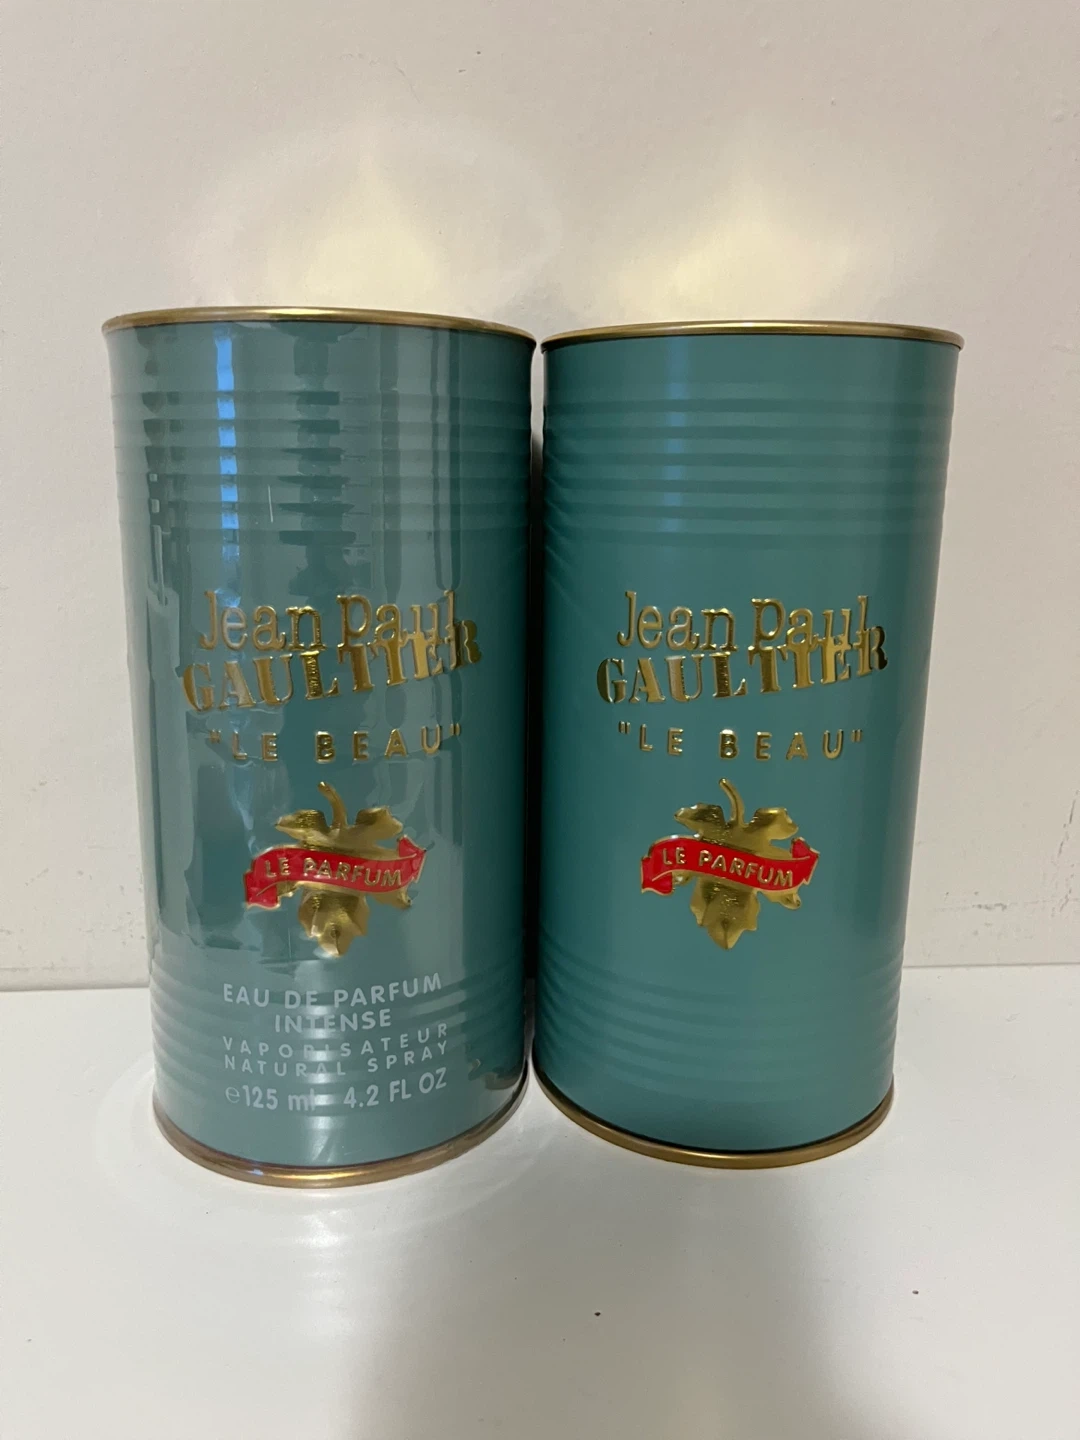 Jean Paul
GAULTIER
"LE BEAU"
LE PARFUM
EAU DE PARFUM
INTENSE
VAPORISATEUR
NATURAL SPRAY
℮125 ml 4.2 FL OZ
Jean Paul
GAULTIER
"LE BEAU"
LE PARFUM